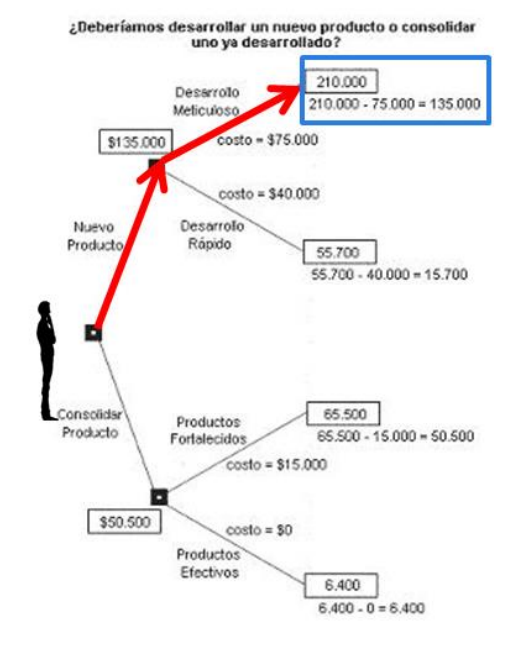 ¿Deberíamos desarrollar un nuevo producto o consolidar
uno ya desarrollado?
210.000
210.000 - 75.000 = 135.000
Desarrollo
Meticuloso
costo = $75.000
$135.000
costo = $40.000
Nuevo
Producto
Desarrollo
Rápido
55.700
55.700 - 40.000 = 15.700
Consolidar
Producto
Productos
Fortalecidos
65.500
65.500 - 15.000 = 50.500
costo = $15.000
$50.500
costo = $0
Productos
Efectivos
6.400
6.400 - 0 = 6.400